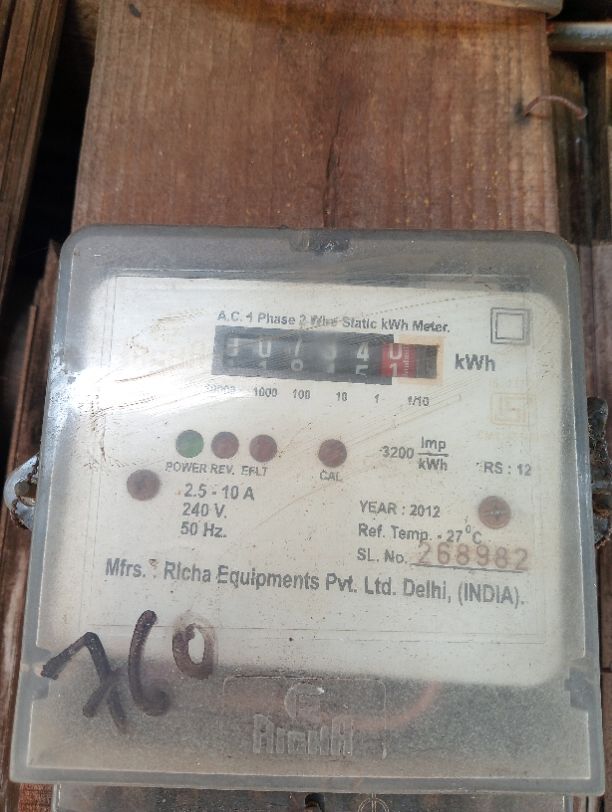 A.C. 1 Phase 2 Wire Static kWh Meter.
kWh
10000 1000 100 10 1 1/10
3200 Imp/kWh
POWER REV. EFLT
CAL
RS : 12
2.5 - 10 A
240 V.
50 Hz.
YEAR : 2012
Ref. Temp. - 27°C
SL. No. 268982
Mfrs. : Richa Equipments Pvt. Ltd. Delhi, (INDIA).
760
RICHA